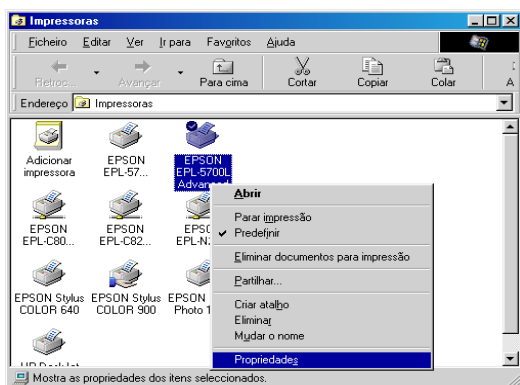 Impressoras
Ficheiro Editar Ver Ir para Favoritos Ajuda
Retroc... Avançar Para cima Cortar Copiar Colar
Endereço Impressoras
Adicionar impressora
EPSON EPL-57...
EPSON EPL-5700L Advanced
EPSON EPL-C80...
EPSON EPL-C82...
EPSON Stylus COLOR 640
EPSON Stylus COLOR 900
EPSON Photo
Abrir
Parar impressão
Predefinir
Eliminar documentos para impressão
Partilhar...
Criar atalho
Eliminar
Mudar o nome
Propriedades
Mostra as propriedades dos itens seleccionados.